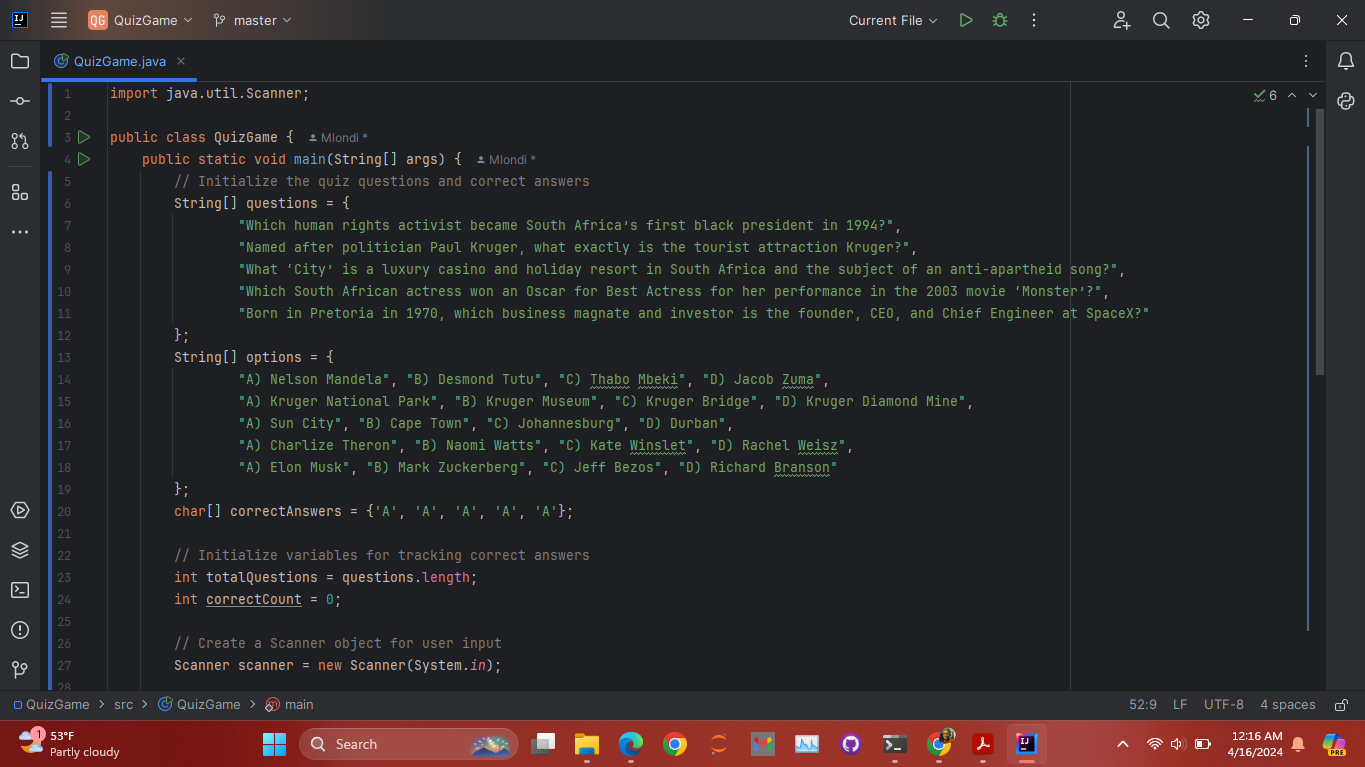 QG QuizGame master Current File
QuizGame.java
1 import java.util.Scanner;
2
3 public class QuizGame { Mlondi *
4 public static void main(String[] args) { Mlondi *
5 // Initialize the quiz questions and correct answers
6 String[] questions = {
7 "Which human rights activist became South Africa’s first black president in 1994?",
8 "Named after politician Paul Kruger, what exactly is the tourist attraction Kruger?",
9 "What ‘City’ is a luxury casino and holiday resort in South Africa and the subject of an anti-apartheid song?",
10 "Which South African actress won an Oscar for Best Actress for her performance in the 2003 movie ‘Monster’?",
11 "Born in Pretoria in 1970, which business magnate and investor is the founder, CEO, and Chief Engineer at SpaceX?"
12 };
13 String[] options = {
14 "A) Nelson Mandela", "B) Desmond Tutu", "C) Thabo Mbeki", "D) Jacob Zuma",
15 "A) Kruger National Park", "B) Kruger Museum", "C) Kruger Bridge", "D) Kruger Diamond Mine",
16 "A) Sun City", "B) Cape Town", "C) Johannesburg", "D) Durban",
17 "A) Charlize Theron", "B) Naomi Watts", "C) Kate Winslet", "D) Rachel Weisz",
18 "A) Elon Musk", "B) Mark Zuckerberg", "C) Jeff Bezos", "D) Richard Branson"
19 };
20 char[] correctAnswers = {'A', 'A', 'A', 'A', 'A'};
21
22 // Initialize variables for tracking correct answers
23 int totalQuestions = questions.length;
24 int correctCount = 0;
25
26 // Create a Scanner object for user input
27 Scanner scanner = new Scanner(System.in);
28
6
QuizGame > src > QuizGame > main 52:9 LF UTF-8 4 spaces
1 53°F
Partly cloudy
Search
12:16 AM
4/16/2024
PRE